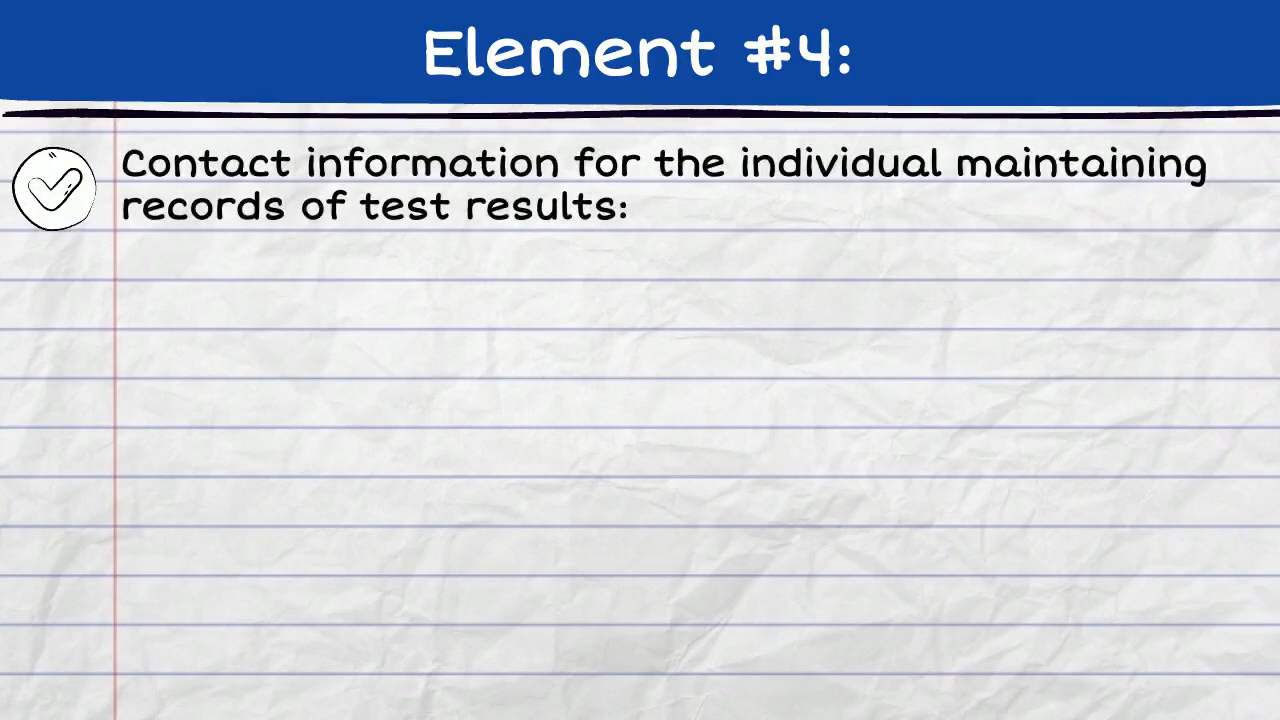 Element #4:
Contact information for the individual maintaining
records of test results: